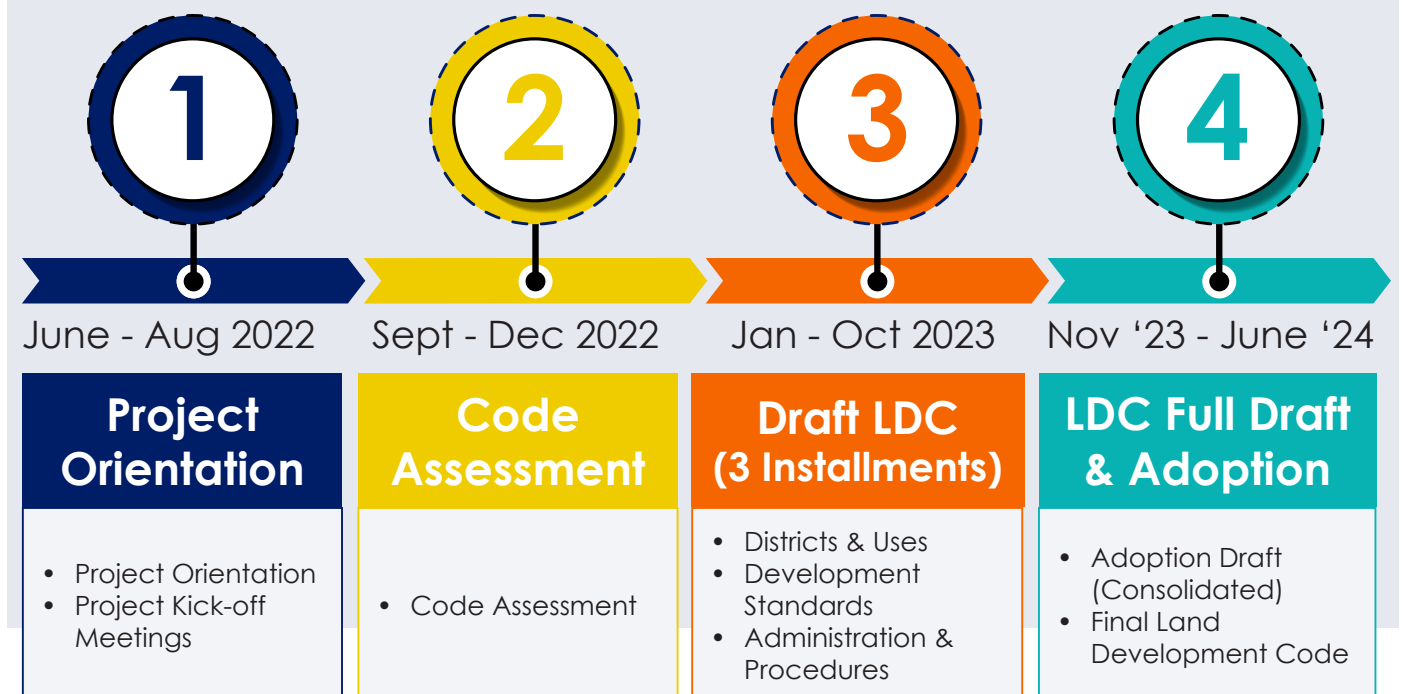 1
2
3
4
June - Aug 2022
Sept - Dec 2022
Jan - Oct 2023
Nov ‘23 - June ‘24
Project
Orientation
• Project Orientation
• Project Kick-off
Meetings
Code
Assessment
• Code Assessment
Draft LDC
(3 Installments)
• Districts & Uses
• Development
Standards
• Administration &
Procedures
LDC Full Draft
& Adoption
• Adoption Draft
(Consolidated)
• Final Land
Development Code